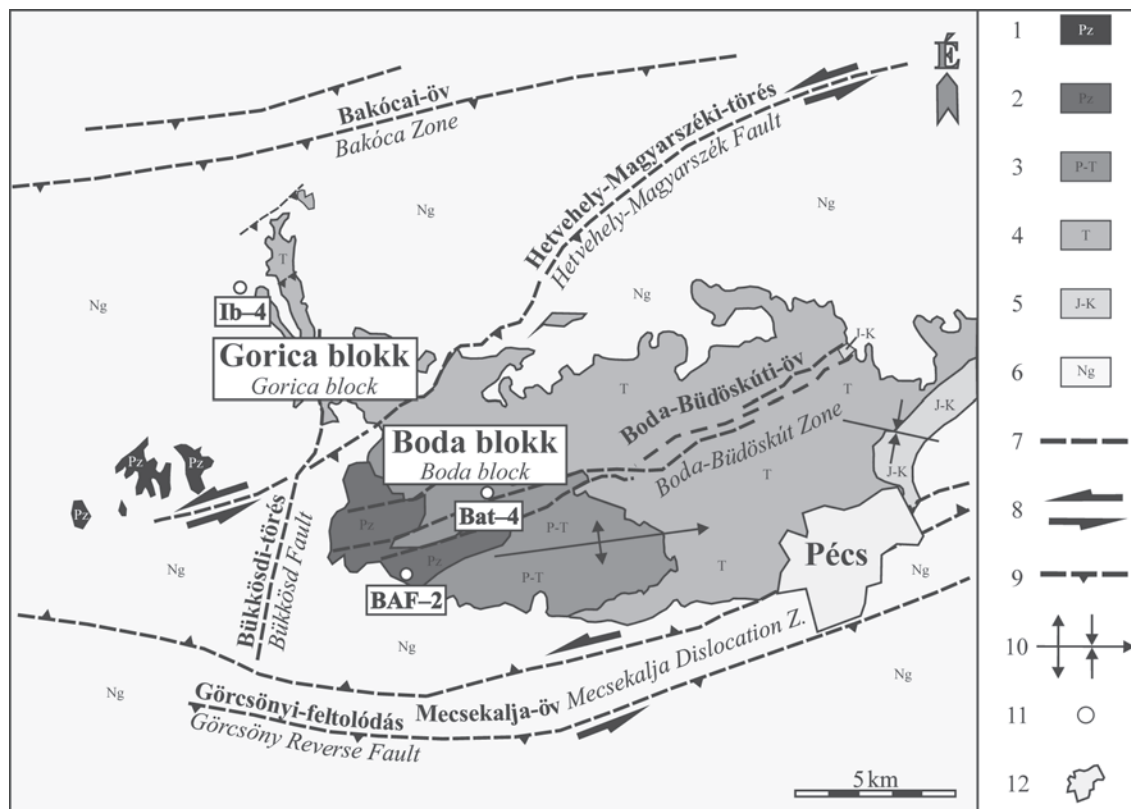 É
Bakócai-öv
Bakóca Zone
Hetvehely-Magyarszéki-törés
Hetvehely-Magyarszék Fault
Ng
Ng
Ng
Ng
T
Ib–4
Gorica blokk
Gorica block
J-K
T
T
Boda-Büdöskúti-öv
Boda-Büdöskút Zone
J-K
J-K
Boda blokk
Boda block
T
Pz
Pz
Pz
Bat–4
Pz
Pz
P-T
P-T
T
Pécs
BAF–2
Ng
Ng
Ng
Bükkösdi-törés
Bükkösd Fault
Ng
Ng
Görcsönyi-feltolódás
Görcsöny Reverse Fault
Mecsekalja-öv Mecsekalja Dislocation Z.
5 km
1 Pz
2 Pz
3 P-T
4 T
5 J-K
6 Ng
7
8
9
10
11
12